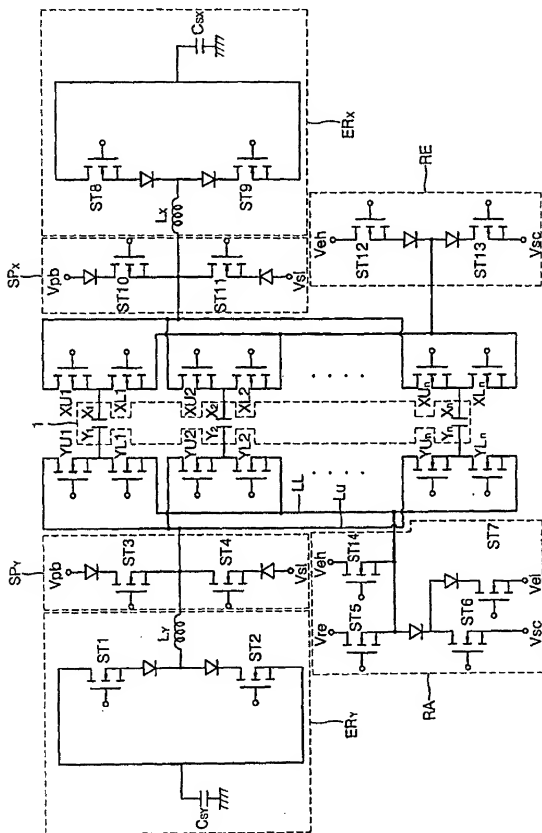 SPY
SPX
Vpb
ST3
ST4
Vsl
ST1
ST2
LY
CSY
ERY
1
YU1
X1
XU1
Y1
YL1
XL1
YU2
Y2
X2
XU2
YL2
XL2
YUn
Yn
Xn
XUn
YLn
XLn
LL
Lu
Vpb
ST10
ST11
Vsl
LX
ST8
ST9
CSX
ERX
Vre
ST5
Veh
ST14
ST6
ST7
Vel
Vsc
RA
Veh
ST12
ST13
Vsc
RE